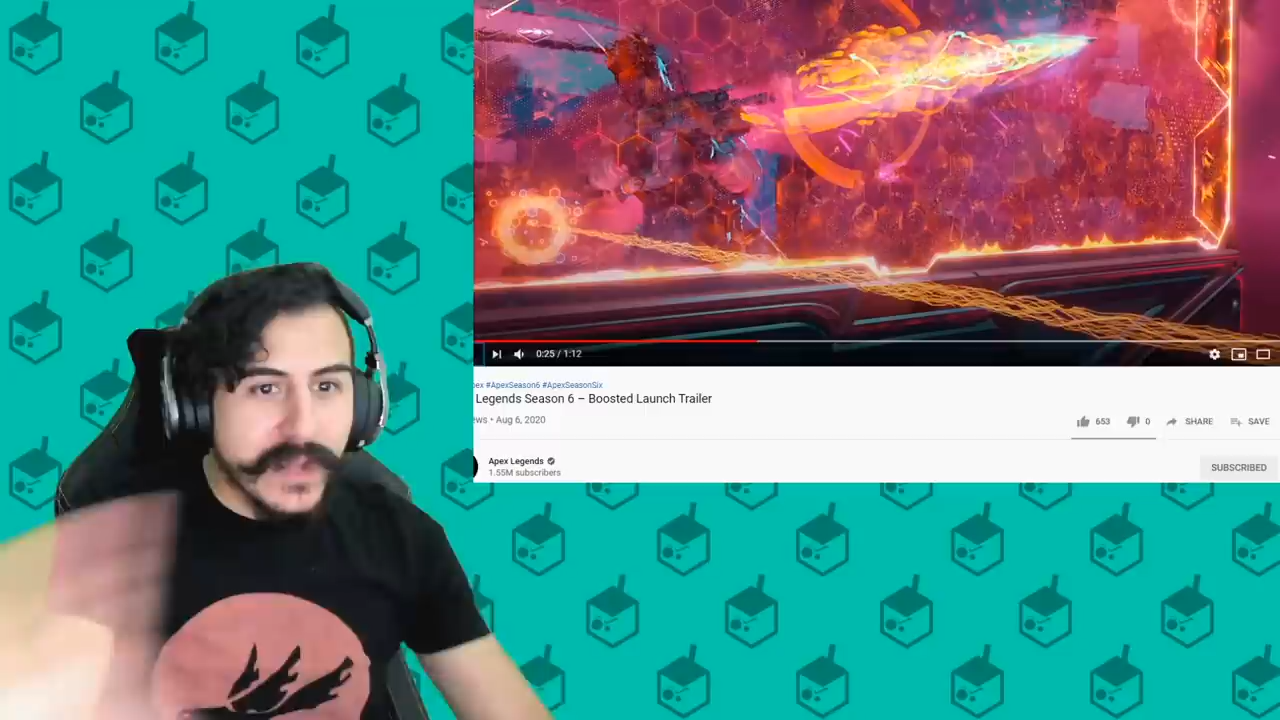 0:25 / 1:12
#ApexSeason6 #ApexSeasonSix
Legends Season 6 – Boosted Launch Trailer
• Aug 6, 2020
653
0
SHARE
SAVE
Apex Legends
1.55M subscribers
SUBSCRIBED